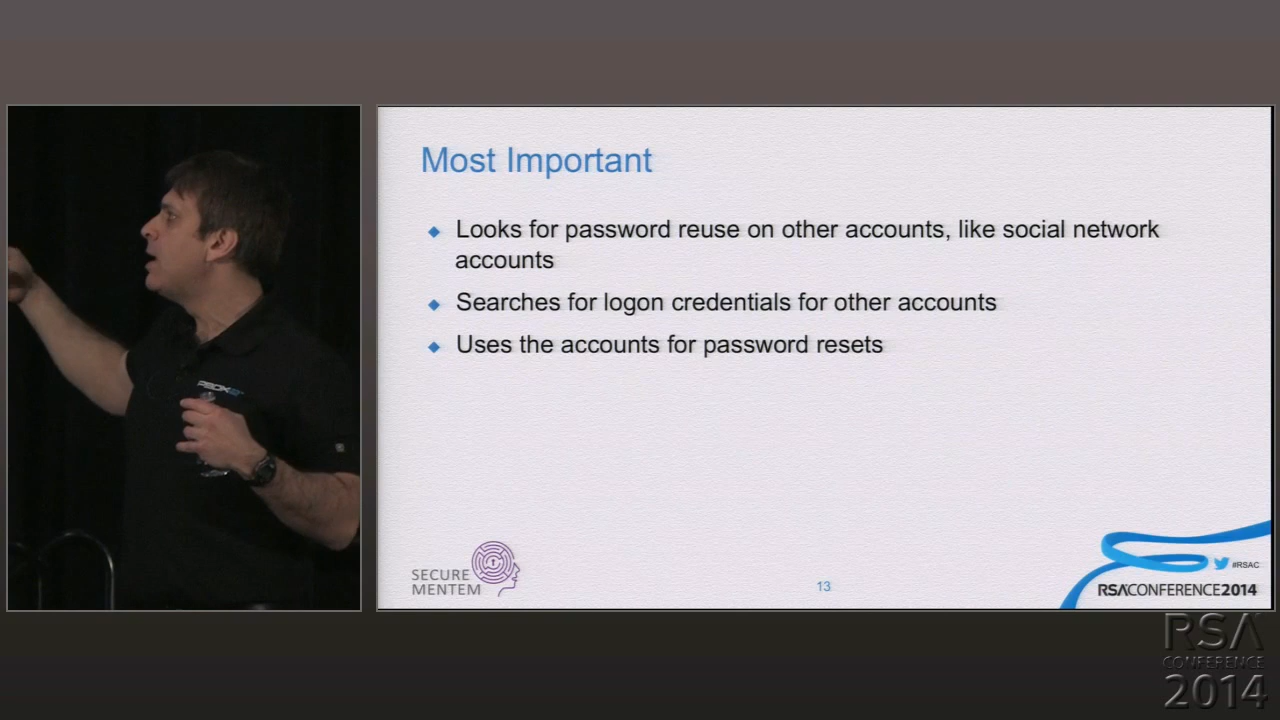 Most Important
Looks for password reuse on other accounts, like social network
accounts
Searches for logon credentials for other accounts
Uses the accounts for password resets
SECURE
MENTEM
13
#RSAC
RSACONFERENCE2014
RSA
CONFERENCE
2014